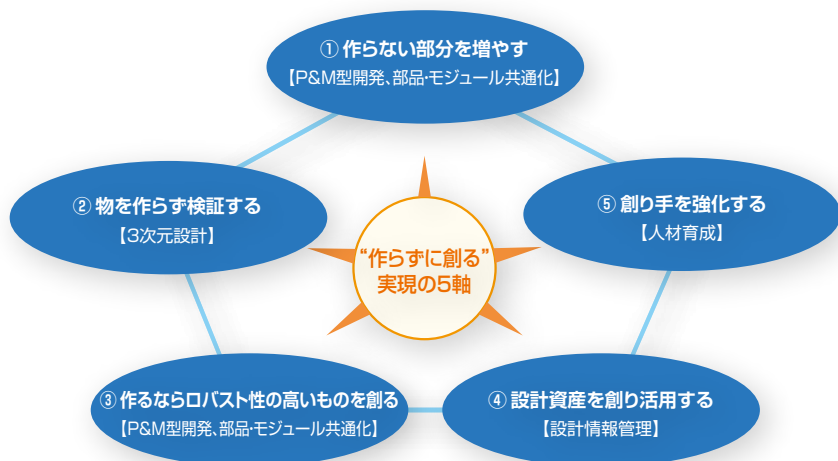 ① 作らない部分を増やす
【P&M型開発、部品・モジュール共通化】
② 物を作らず検証する
【3次元設計】
⑤ 創り手を強化する
【人材育成】
“作らずに創る”
実現の5軸
③ 作るならロバスト性の高いものを創る
【P&M型開発、部品・モジュール共通化】
④ 設計資産を創り活用する
【設計情報管理】